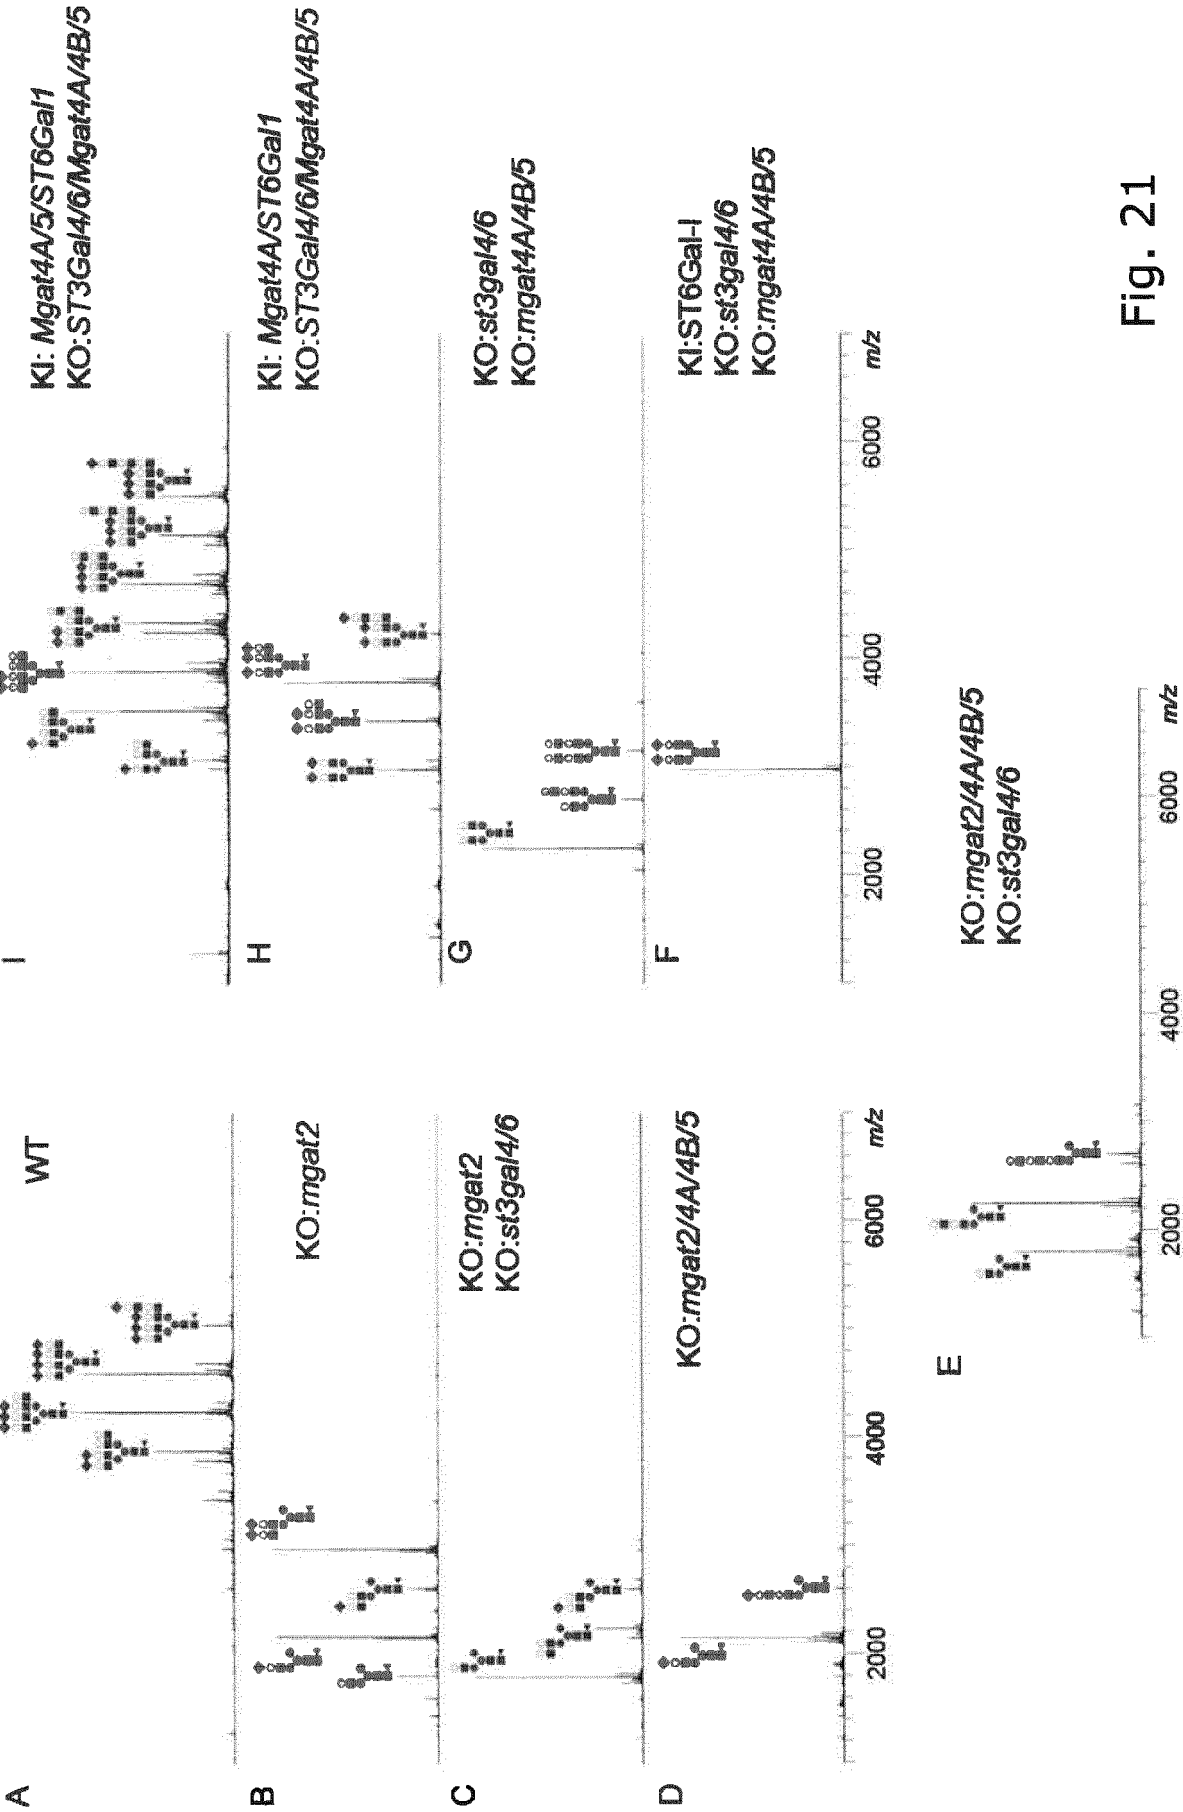 A
WT
B
KO:mgat2
C
KO:mgat2
KO:st3gal4/6
D
KO:mgat2/4A/4B/5
2000
4000
6000
m/z
E
KO:mgat2/4A/4B/5
KO:st3gal4/6
2000
4000
6000
m/z
I
KI: Mgat4A/5/ST6Gal1
KO:ST3Gal4/6/Mgat4A/4B/5
H
KI: Mgat4A/ST6Gal1
KO:ST3Gal4/6/Mgat4A/4B/5
G
KO:st3gal4/6
KO:mgat4A/4B/5
F
KI:ST6Gal-I
KO:st3gal4/6
KO:mgat4A/4B/5
2000
4000
6000
m/z
Fig. 21